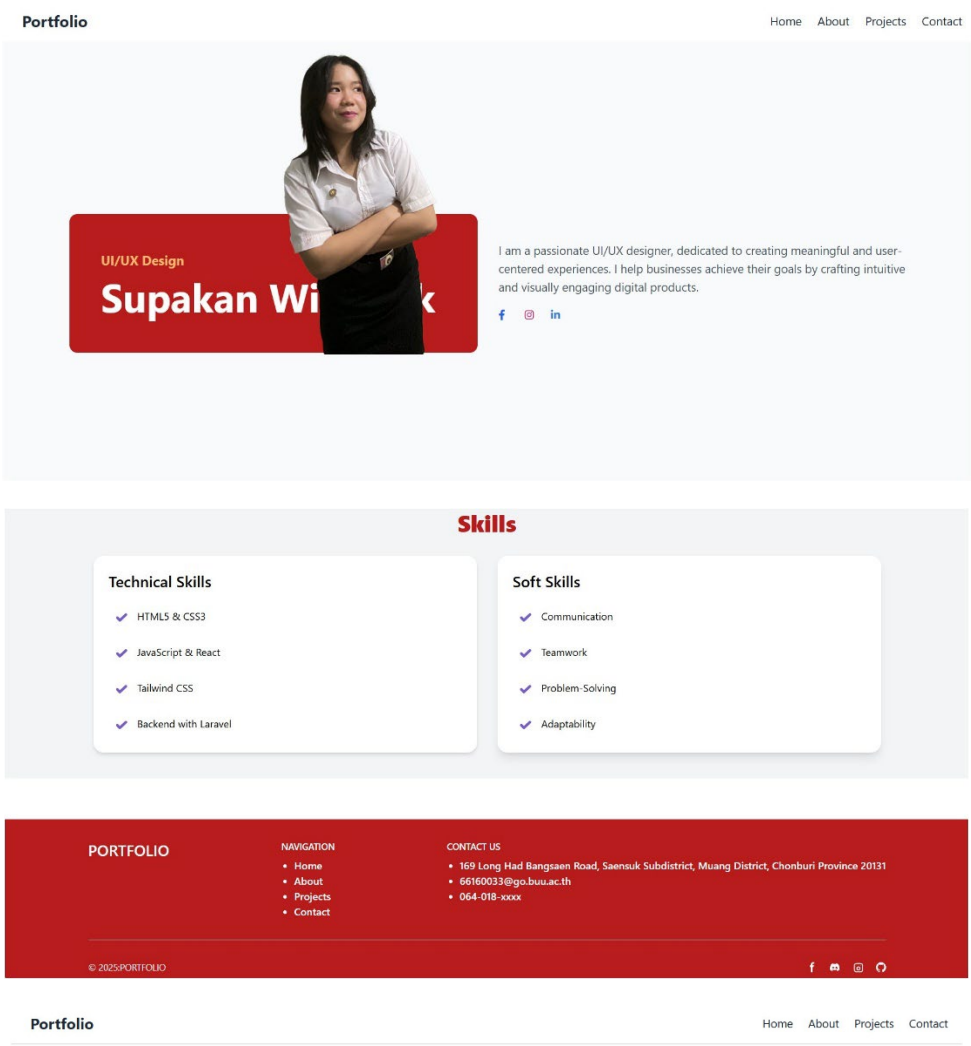 Portfolio
Home About Projects Contact
UI/UX Design
Supakan
I am a passionate UI/UX designer, dedicated to creating meaningful and user-
centered experiences. I help businesses achieve their goals by crafting intuitive
and visually engaging digital products.
Skills
Technical Skills
HTML5 & CSS3
JavaScript & React
Tailwind CSS
Backend with Laravel
Soft Skills
Communication
Teamwork
Problem-Solving
Adaptability
PORTFOLIO
NAVIGATION
Home
About
Projects
Contact
CONTACT US
169 Long Had Bangsaen Road, Saensuk Subdistrict, Muang District, Chonburi Province 20131
66160033@go.buu.ac.th
064-018-xxxx
© 2025:PORTFOLIO
Portfolio
Home About Projects Contact